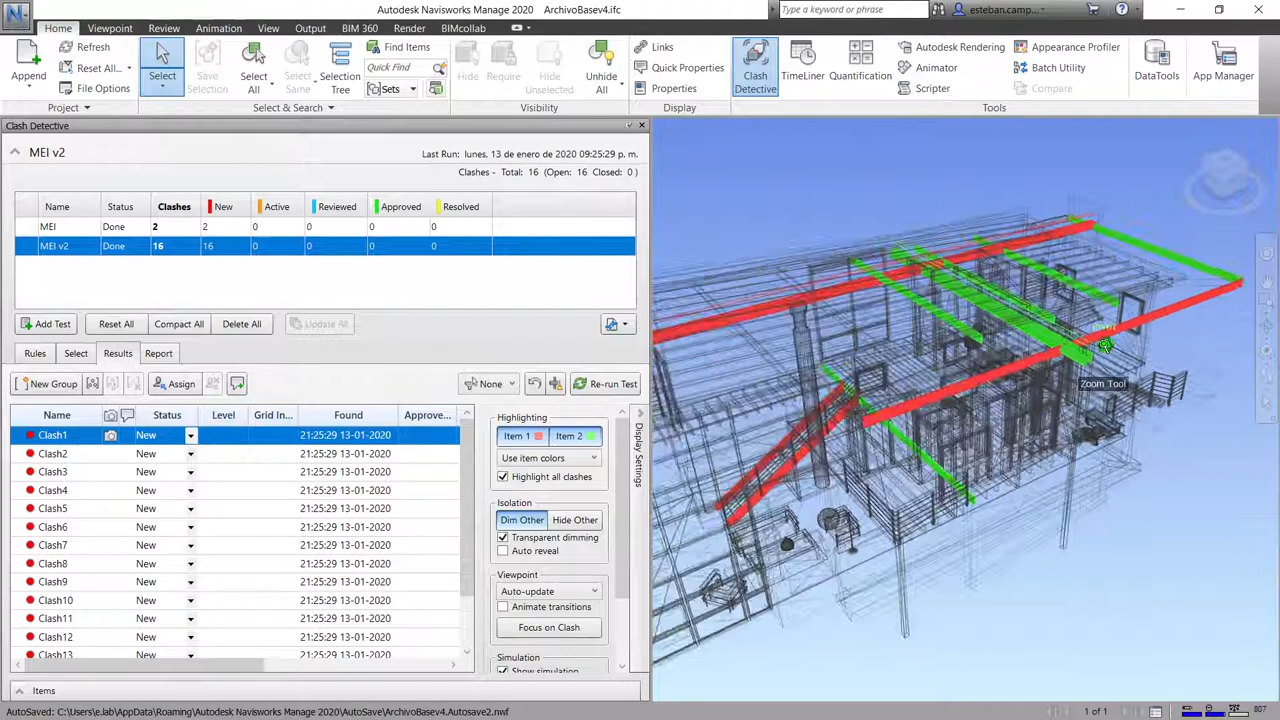 Autodesk Navisworks Manage 2020 ArchivoBasev4.ifc
Type a keyword or phrase
esteban.camp...
Home Viewpoint Review Animation View Output BIM 360 Render BIMcollab
Append
Refresh
Reset All...
File Options
Project
Select
Save Selection
Select All
Select Same
Selection Tree
Find Items
Quick Find
Sets
Select & Search
Hide
Require
Hide Unselected
Unhide All
Visibility
Links
Quick Properties
Properties
Display
Clash Detective
TimeLiner
Quantification
Autodesk Rendering
Animator
Scripter
Appearance Profiler
Batch Utility
Compare
Tools
DataTools
App Manager
Clash Detective
MEI v2
Last Run: lunes, 13 de enero de 2020 09:25:29 p. m.
Clashes - Total: 16 (Open: 16 Closed: 0 )
Name Status Clashes New Active Reviewed Approved Resolved
MEI Done 2 2 0 0 0 0
MEI v2 Done 16 16 0 0 0 0
Add Test Reset All Compact All Delete All Update All
Rules Select Results Report
New Group Assign None Re-run Test
Name Status Level Grid In... Found Approve...
Clash1 New 21:25:29 13-01-2020
Clash2 New 21:25:29 13-01-2020
Clash3 New 21:25:29 13-01-2020
Clash4 New 21:25:29 13-01-2020
Clash5 New 21:25:29 13-01-2020
Clash6 New 21:25:29 13-01-2020
Clash7 New 21:25:29 13-01-2020
Clash8 New 21:25:29 13-01-2020
Clash9 New 21:25:29 13-01-2020
Clash10 New 21:25:29 13-01-2020
Clash11 New 21:25:29 13-01-2020
Clash12 New 21:25:29 13-01-2020
Clash13 New 21:25:29 13-01-2020
Highlighting
Item 1 Item 2
Use item colors
Highlight all clashes
Isolation
Dim Other Hide Other
Transparent dimming
Auto reveal
Viewpoint
Auto-update
Animate transitions
Focus on Clash
Simulation
Show simulation
Display Settings
Zoom Tool
Items
AutoSaved: C:\Users\e.lab\AppData\Roaming\Autodesk Navisworks Manage 2020\AutoSave\ArchivoBasev4.Autosave2.nwf
1 of 1
807